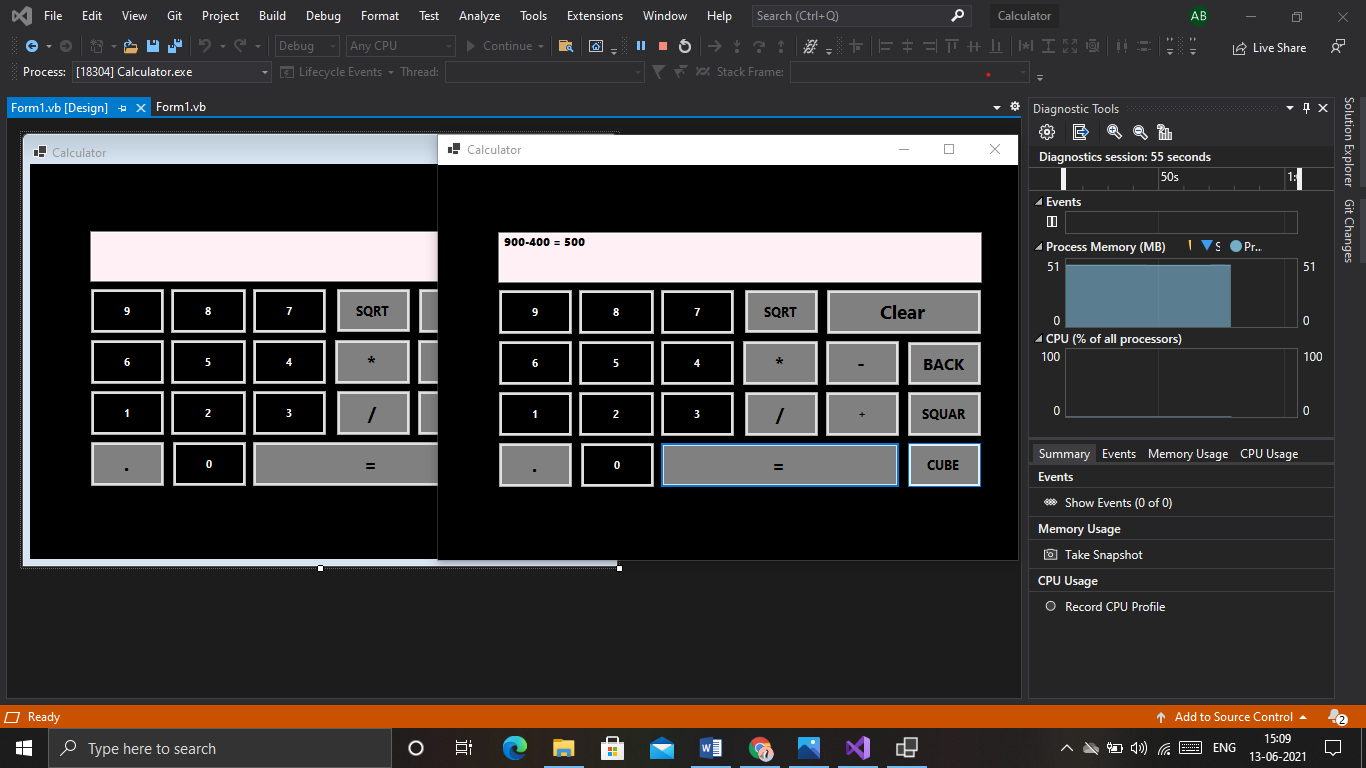 File Edit View Git Project Build Debug Format Test Analyze Tools Extensions Window Help Search (Ctrl+Q) Calculator AB
Debug Any CPU Continue Live Share
Process: [18304] Calculator.exe Lifecycle Events Thread: Stack Frame:
Form1.vb [Design] Form1.vb
Calculator
9 8 7 SQRT
6 5 4 *
1 2 3 /
. 0 =
Calculator
900-400 = 500
9 8 7 SQRT Clear
6 5 4 * - BACK
1 2 3 / + SQUAR
. 0 = CUBE
Diagnostic Tools
Diagnostics session: 55 seconds
50s
Events
Process Memory (MB) S Pr...
51 51
0 0
CPU (% of all processors)
100 100
0 0
Summary Events Memory Usage CPU Usage
Events
Show Events (0 of 0)
Memory Usage
Take Snapshot
CPU Usage
Record CPU Profile
Solution Explorer
Git Changes
Ready Add to Source Control 2
Type here to search ENG 15:09
13-06-2021